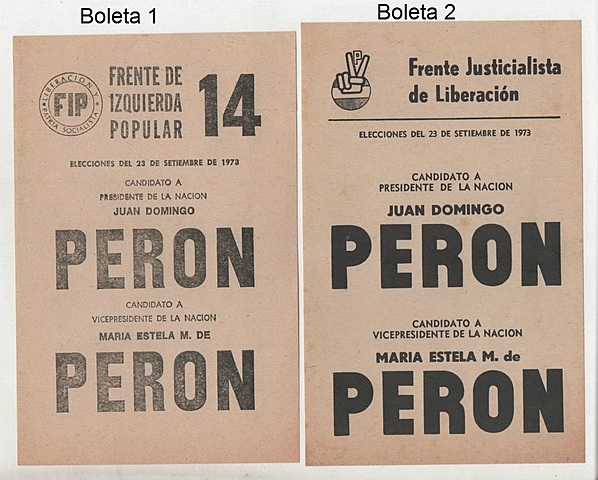 Boleta 1
LIBERACION Y
PATRIA SOCIALISTA
FIP
FRENTE DE
IZQUIERDA
POPULAR
14
ELECCIONES DEL 23 DE SETIEMBRE DE 1973
CANDIDATO A
PRESIDENTE DE LA NACION
JUAN DOMINGO
PERON
CANDIDATO A
VICEPRESIDENTE DE LA NACION
MARIA ESTELA M. DE
PERON
Boleta 2
P
Frente Justicialista
de Liberación
ELECCIONES DEL 23 DE SETIEMBRE DE 1973
CANDIDATO A
PRESIDENTE DE LA NACION
JUAN DOMINGO
PERON
CANDIDATO A
VICEPRESIDENTE DE LA NACION
MARIA ESTELA M. de
PERON